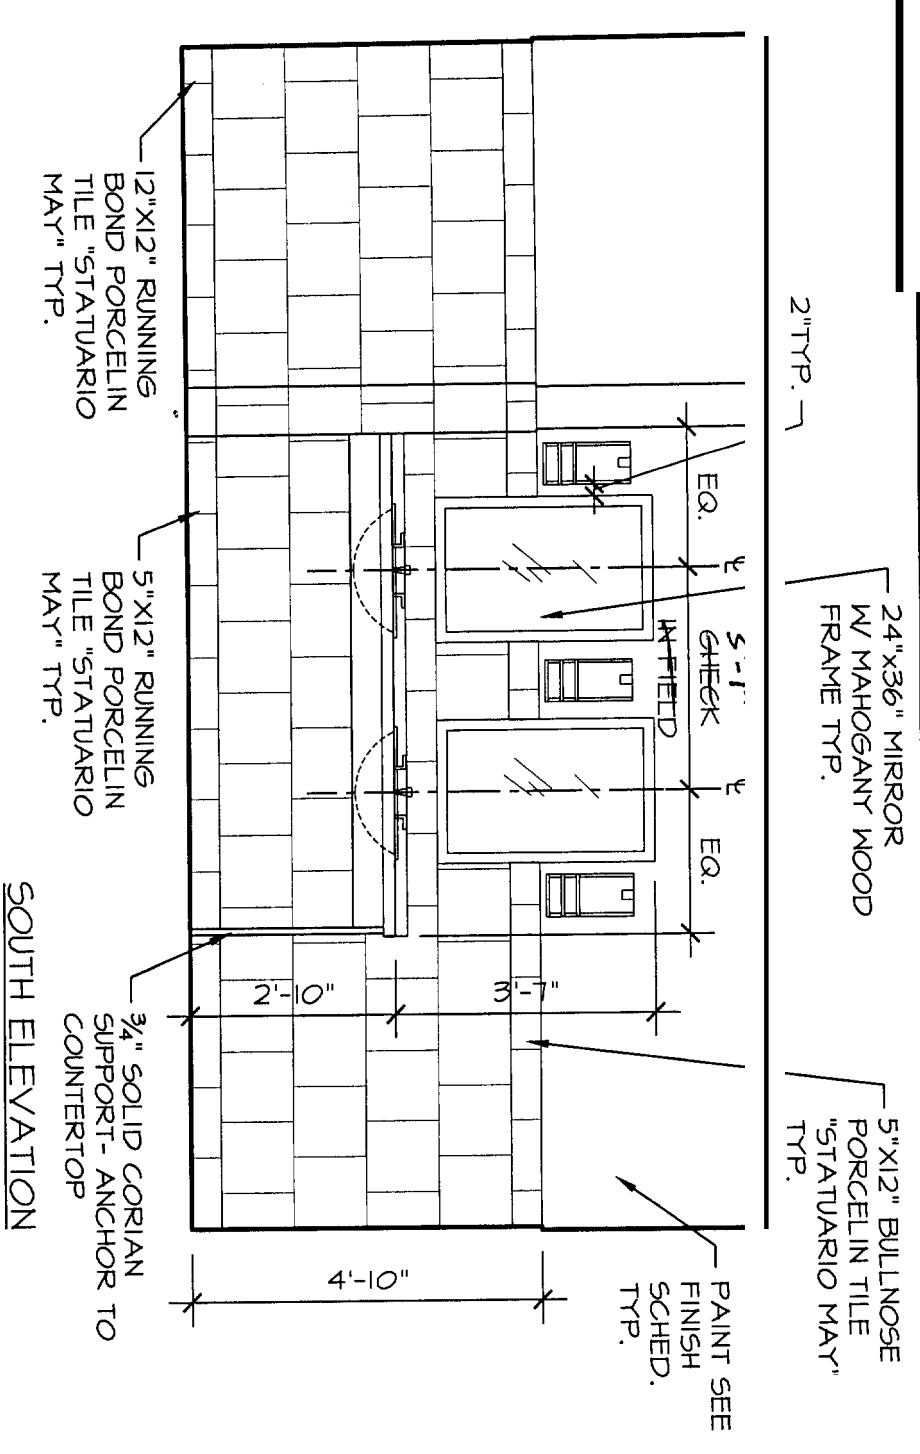 2"TYP.
24"x36" MIRROR
W/ MAHOGANY WOOD
FRAME TYP.
5"X12" BULLNOSE
PORCELIN TILE
"STATUARIO MAY"
TYP.
EQ.
CHECK
IN FIELD
EQ.
PAINT SEE
FINISH
SCHED.
TYP.
2'-10"
3'-7"
4'-10"
12"X12" RUNNING
BOND PORCELIN
TILE "STATUARIO
MAY" TYP.
5"X12" RUNNING
BOND PORCELIN
TILE "STATUARIO
MAY" TYP.
3/4" SOLID CORIAN
SUPPORT- ANCHOR TO
COUNTERTOP
SOUTH ELEVATION